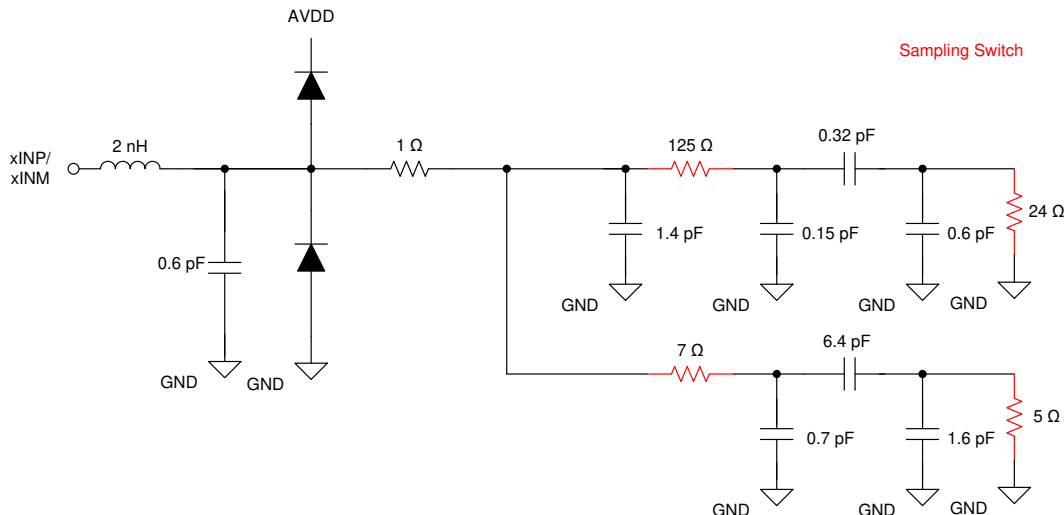 AVDD
Sampling Switch
xINP/
xINM
2 nH
1 Ω
125 Ω
0.32 pF
24 Ω
0.6 pF
1.4 pF
0.15 pF
0.6 pF
GND
GND
GND
GND
7 Ω
6.4 pF
GND
GND
5 Ω
0.7 pF
1.6 pF
GND
GND
GND